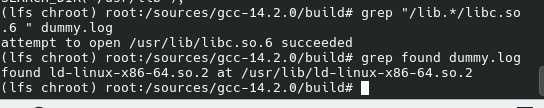 (lfs chroot) root:/sources/gcc-14.2.0/build# grep "/lib.*/libc.so
.6 " dummy.log
attempt to open /usr/lib/libc.so.6 succeeded
(lfs chroot) root:/sources/gcc-14.2.0/build# grep found dummy.log
found ld-linux-x86-64.so.2 at /usr/lib/ld-linux-x86-64.so.2
(lfs chroot) root:/sources/gcc-14.2.0/build#